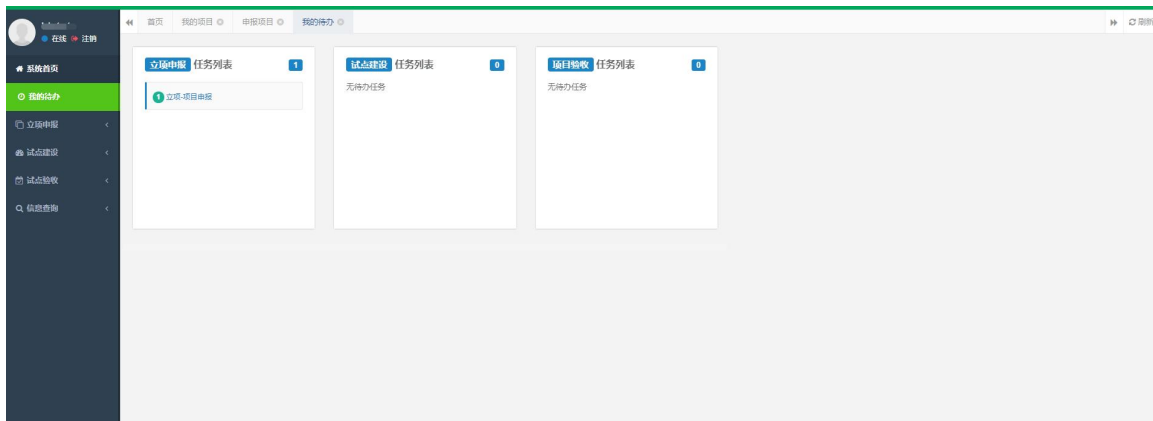 在线 注销
首页 我的项目 申报项目 我的待办
刷新
系统首页
我的待办
立项申报
试点建设
试点验收
信息查询
立项申报 任务列表 1
1 立项-项目申报
试点建设 任务列表 0
无待办任务
项目验收 任务列表 0
无待办任务